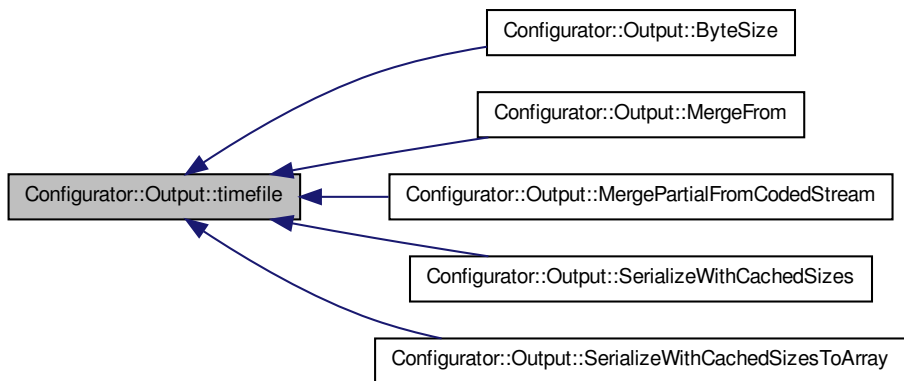 Configurator::Output::ByteSize
Configurator::Output::MergeFrom
Configurator::Output::timefile
Configurator::Output::MergePartialFromCodedStream
Configurator::Output::SerializeWithCachedSizes
Configurator::Output::SerializeWithCachedSizesToArray